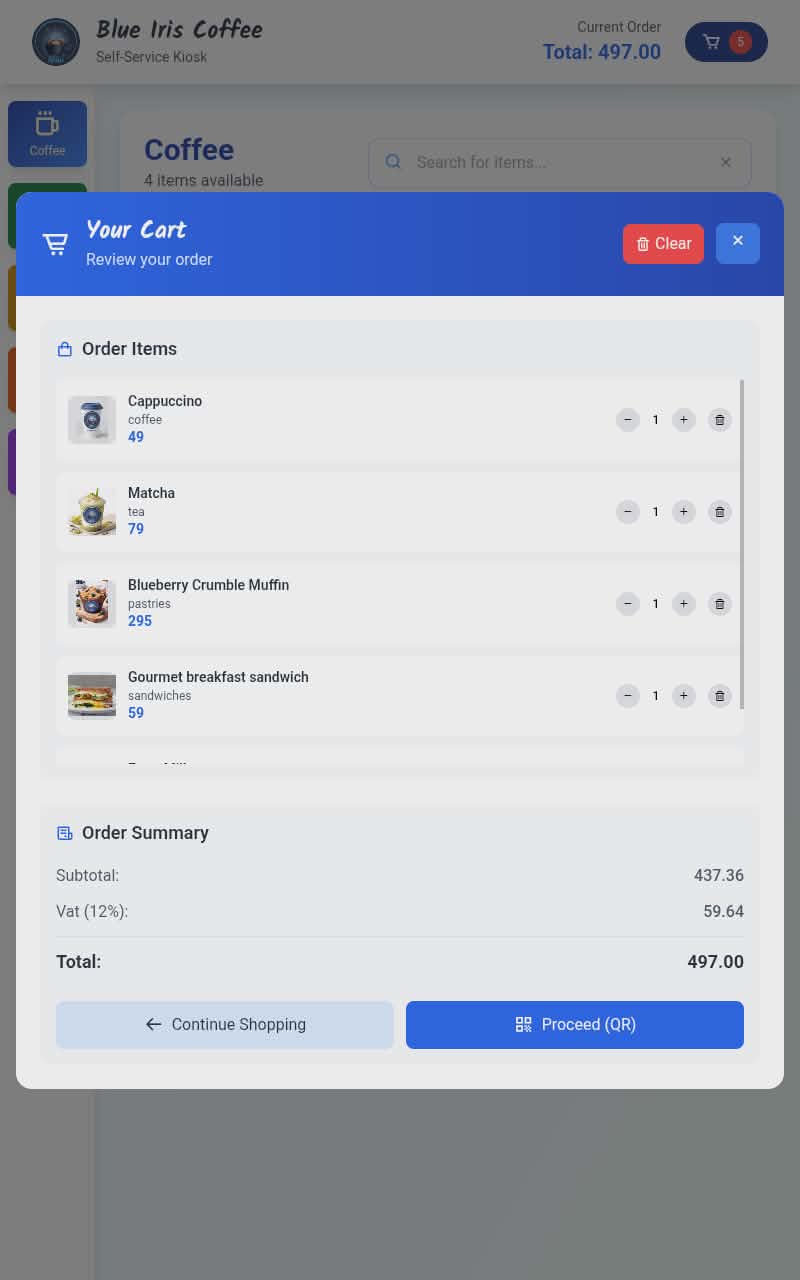 Blue Iris Coffee
Self-Service Kiosk
Current Order
Total: 497.00
5
Coffee
Coffee
4 items available
Search for items...
Your Cart
Review your order
Clear
Order Items
Cappuccino
coffee
49
1
Matcha
tea
79
1
Blueberry Crumble Muffin
pastries
295
1
Gourmet breakfast sandwich
sandwiches
59
1
Order Summary
Subtotal:
437.36
Vat (12%):
59.64
Total:
497.00
Continue Shopping
Proceed (QR)